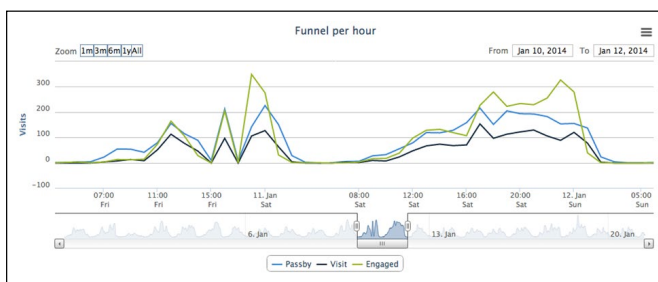 Funnel per hour
Zoom 1m 3m 6m 1y All From Jan 10, 2014 To Jan 12, 2014
Visits
300
200
100
0
-100
07:00 11:00 15:00 11. Jan 08:00 12:00 16:00 20:00 12. Jan 05:00
Fri Fri Fri Sat Sat Sat Sat Sat Sun Sun
6. Jan 13. Jan 20. Jan
Passby Visit Engaged